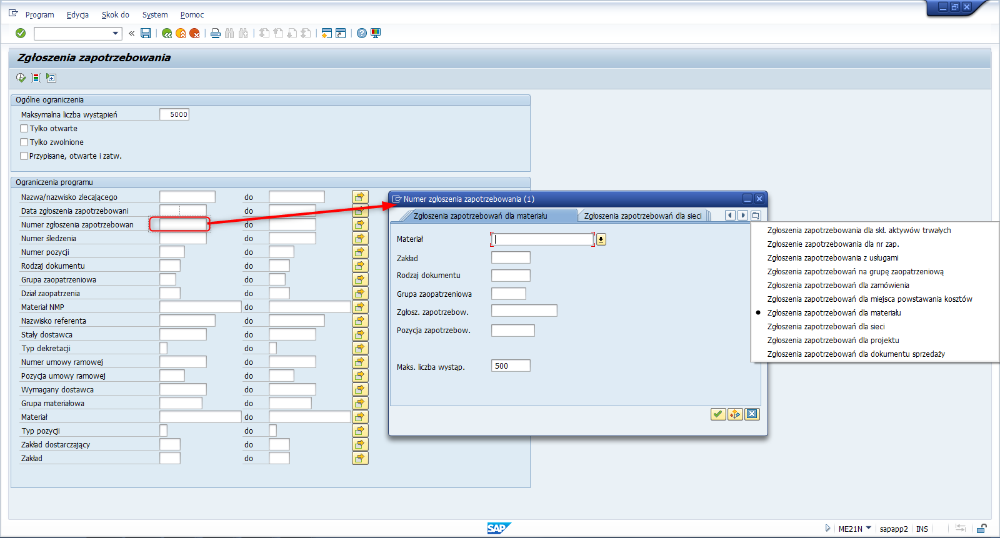 Program Edycja Skok do System Pomoc
Zgłoszenia zapotrzebowania
Ogólne ograniczenia
Maksymalna liczba wystąpień 5000
Tylko otwarte
Tylko zwolnione
Przypisane, otwarte i zatw.
Ograniczenia programu
Nazwa/nazwisko zlecającego do
Data zgłoszenia zapotrzebowani do
Numer zgłoszenia zapotrzebowan do
Numer śledzenia do
Numer pozycji do
Rodzaj dokumentu do
Grupa zaopatrzeniowa do
Dział zaopatrzenia do
Materiał NMP do
Nazwisko referenta do
Stały dostawca do
Typ dekretacji do
Numer umowy ramowej do
Pozycja umowy ramowej do
Wymagany dostawca do
Grupa materiałowa do
Materiał do
Typ pozycji do
Zakład dostarczający do
Zakład do
Numer zgłoszenia zapotrzebowania (1)
Zgłoszenia zapotrzebowań dla materiału Zgłoszenia zapotrzebowań dla sieci
Materiał
Zakład
Rodzaj dokumentu
Grupa zaopatrzeniowa
Zgłosz. zapotrzebow.
Pozycja zapotrzebow.
Maks. liczba wystąp. 500
Zgłoszenia zapotrzebowania dla skł. aktywów trwałych
Zgłoszenie zapotrzebowania dla nr zap.
Zgłoszenia zapotrzebowania z usługami
Zgłoszenia zapotrzebowań na grupę zaopatrzeniową
Zgłoszenia zapotrzebowań dla zamówienia
Zgłoszenia zapotrzebowań dla miejsca powstawania kosztów
Zgłoszenia zapotrzebowań dla materiału
Zgłoszenia zapotrzebowań dla sieci
Zgłoszenia zapotrzebowań dla projektu
Zgłoszenia zapotrzebowań dla dokumentu sprzedaży
SAP
ME21N sapapp2 INS